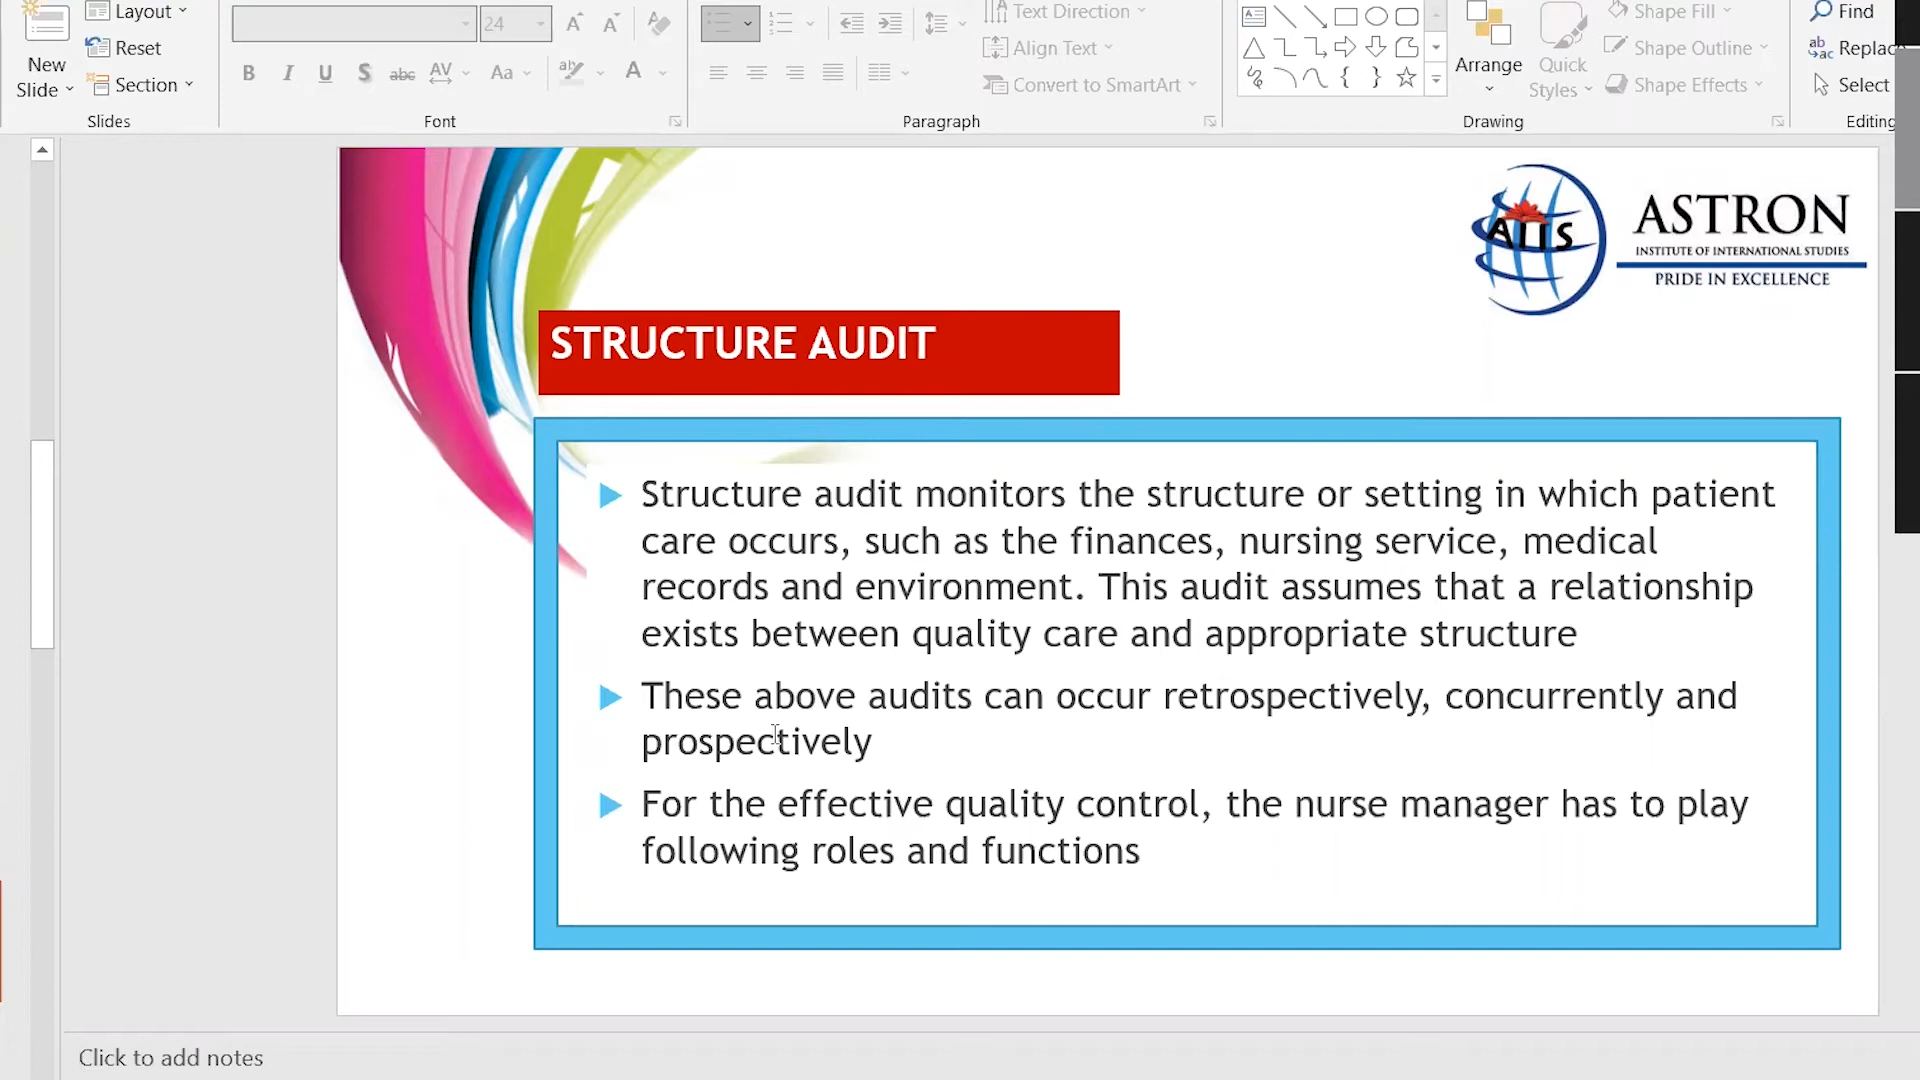 Layout
24
Text Direction
Shape Fill
Find
Reset
Align Text
Shape Outline
New
Slide
Section
B I U S abc AV Aa ab A
Convert to SmartArt
Arrange
Quick
Styles
Shape Effects
Select
Slides
Font
Paragraph
Drawing
Editing
AIIS
ASTRON
INSTITUTE OF INTERNATIONAL STUDIES
PRIDE IN EXCELLENCE
STRUCTURE AUDIT
Structure audit monitors the structure or setting in which patient
care occurs, such as the finances, nursing service, medical
records and environment. This audit assumes that a relationship
exists between quality care and appropriate structure
These above audits can occur retrospectively, concurrently and
prospectively
For the effective quality control, the nurse manager has to play
following roles and functions
Click to add notes